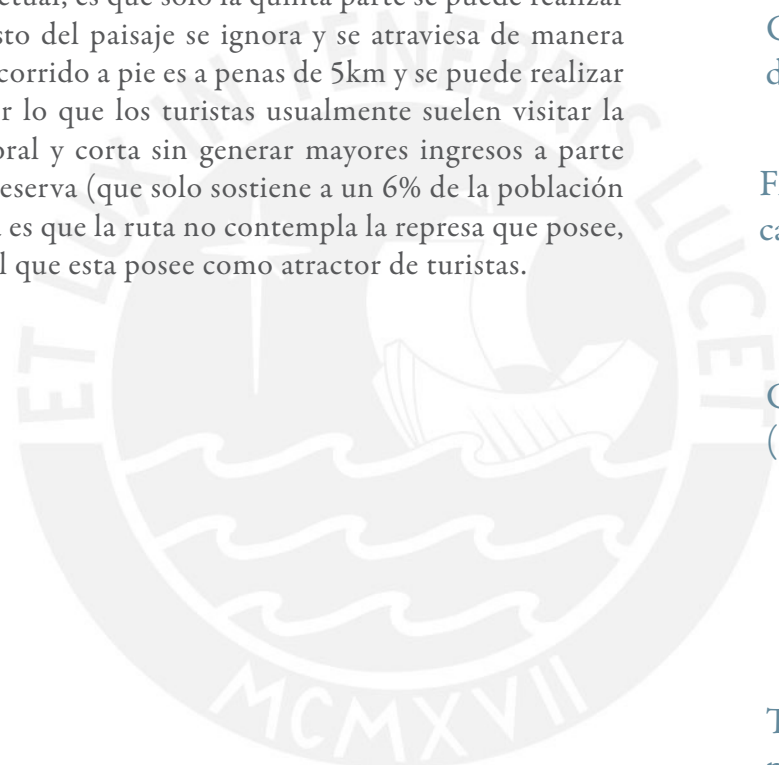 ctual, es que solo la quinta parte se puede realizar
sto del paisaje se ignora y se atraviesa de manera
corrido a pie es a penas de 5km y se puede realizar
r lo que los turistas usualmente suelen visitar la
oral y corta sin generar mayores ingresos a parte
eserva (que solo sostiene a un 6% de la población
a es que la ruta no contempla la represa que posee,
l que esta posee como atractor de turistas.
ET LUX IN TENEBRIS LUCET
MCMXVII
d
F
ca
(
T